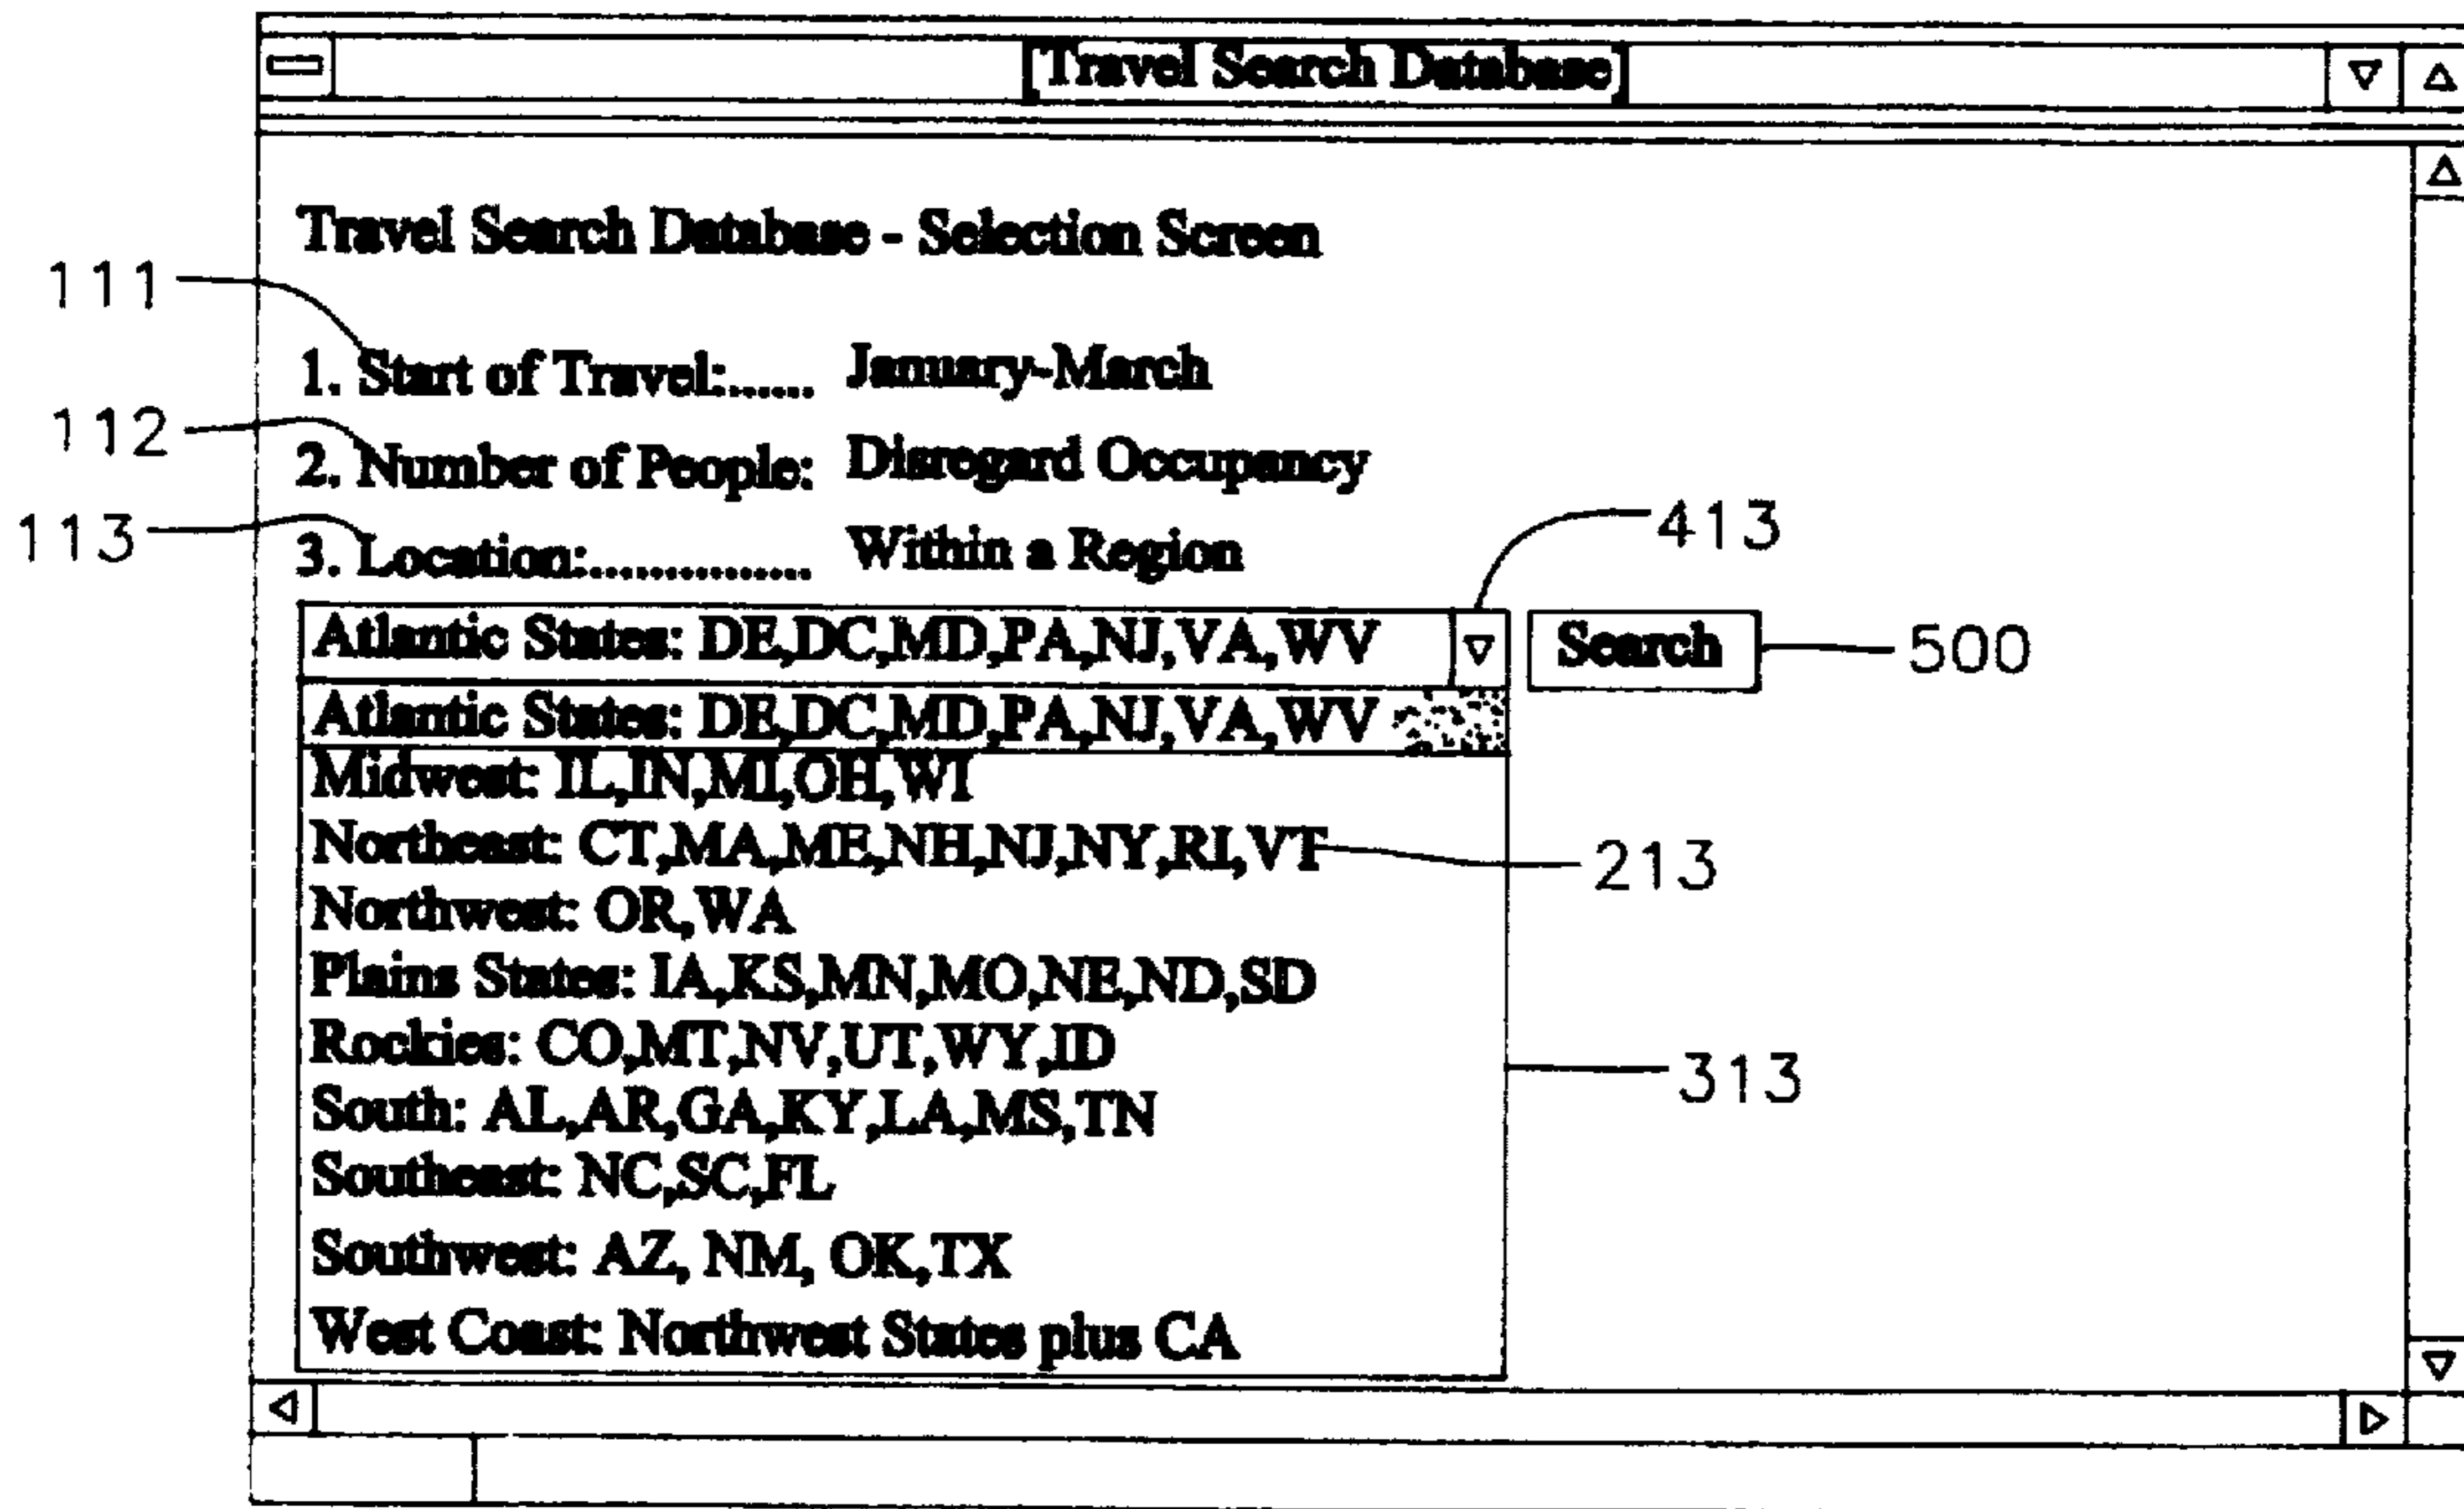 Travel Search Database
Travel Search Database - Selection Screen
111
1. Start of Travel:...... January-March
112
2. Number of People: Disregard Occupancy
113
3. Location:................ Within a Region
413
Atlantic States: DE,DC,MD,PA,NJ,VA,WV
Search
500
Atlantic States: DE,DC,MD,PA,NJ,VA,WV
Midwest: IL,IN,MI,OH,WI
Northeast: CT,MA,ME,NH,NJ,NY,RI,VT
213
Northwest: OR,WA
Plains States: IA,KS,MN,MO,NE,ND,SD
Rockies: CO,MT,NV,UT,WY,ID
313
South: AL,AR,GA,KY,LA,MS,TN
Southeast: NC,SC,FL
Southwest: AZ, NM, OK,TX
West Coast: Northwest States plus CA